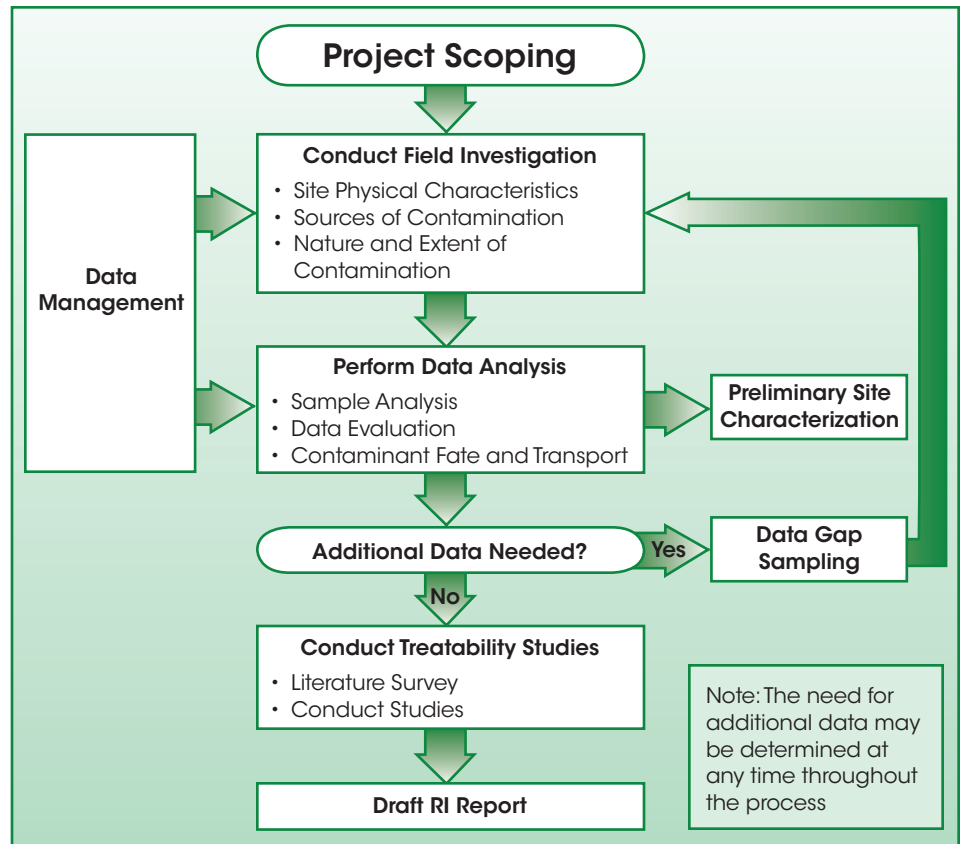 Project Scoping
Conduct Field Investigation
• Site Physical Characteristics
• Sources of Contamination
• Nature and Extent of
Contamination
Data
Management
Perform Data Analysis
• Sample Analysis
• Data Evaluation
• Contaminant Fate and Transport
Preliminary Site
Characterization
Additional Data Needed?
Yes
Data Gap
Sampling
No
Conduct Treatability Studies
• Literature Survey
• Conduct Studies
Note: The need for
additional data may
be determined at
any time throughout
the process
Draft RI Report